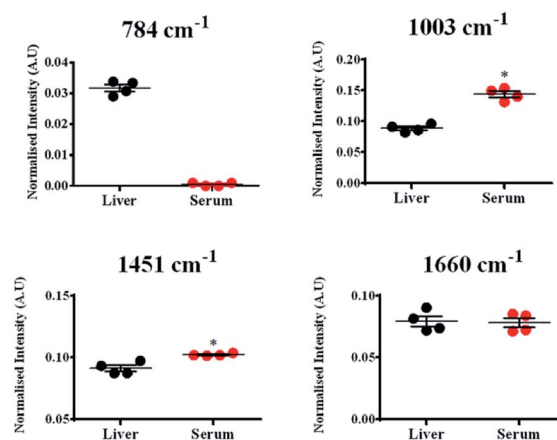 784 cm-1
Normalised Intensity (A.U)
0.04
0.03
0.02
0.01
0.00
Liver
Serum
1003 cm-1
Normalised Intensity (A.U)
0.20
0.15
0.10
0.05
0.00
*
Liver
Serum
1451 cm-1
Normalised Intensity (A.U)
0.15
0.10
0.05
*
Liver
Serum
1660 cm-1
Normalised Intensity (A.U)
0.10
0.05
0.00
Liver
Serum